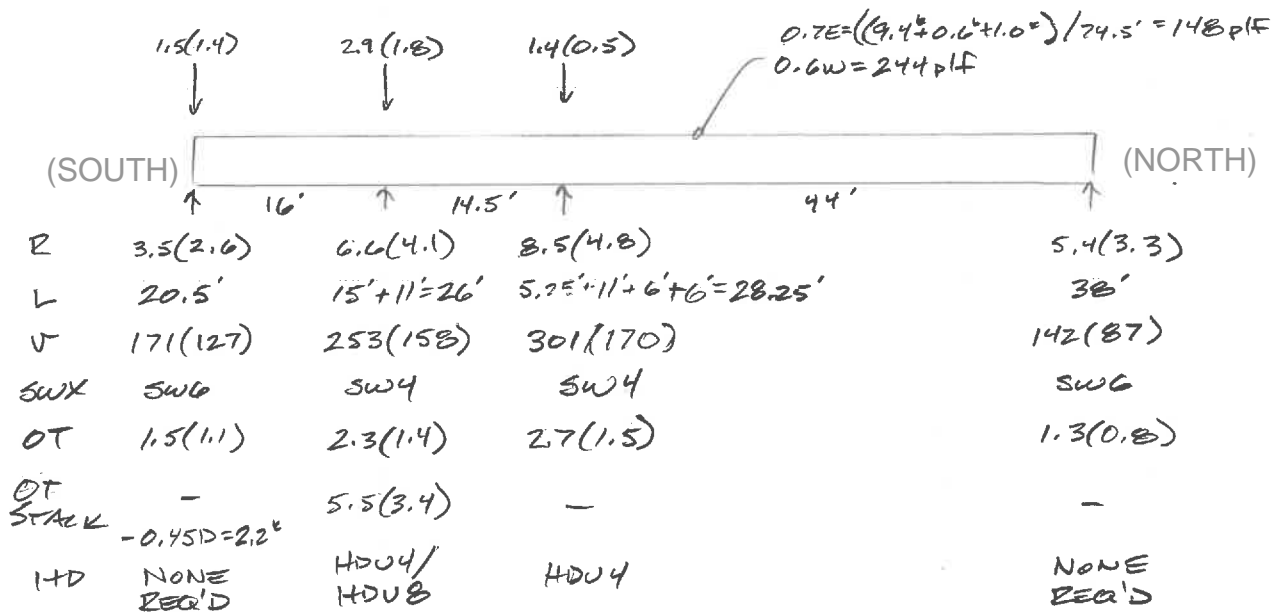 1.5(1.4) 2.9(1.8) 1.4(0.5) 0.7E=((9.4ᵏ+0.6ᵏ+1.0ᵏ)/74.5' = 148 plf
0.6W = 244 plf
(SOUTH) (NORTH)
16' 14.5' 44'
R 3.5(2.6) 6.6(4.1) 8.5(4.8) 5.4(3.3)
L 20.5' 15'+11'=26' 5.25'+11'+6'+6'=28.25' 38'
V 171(127) 253(158) 301(170) 142(87)
SWX SW6 SW4 SW4 SW6
OT 1.5(1.1) 2.3(1.4) 2.7(1.5) 1.3(0.8)
OT
STACK - 5.5(3.4) - -
-0.45D=2.2ᵏ
HD NONE REQ'D HDU4/ HDU8 HDU4 NONE REQ'D